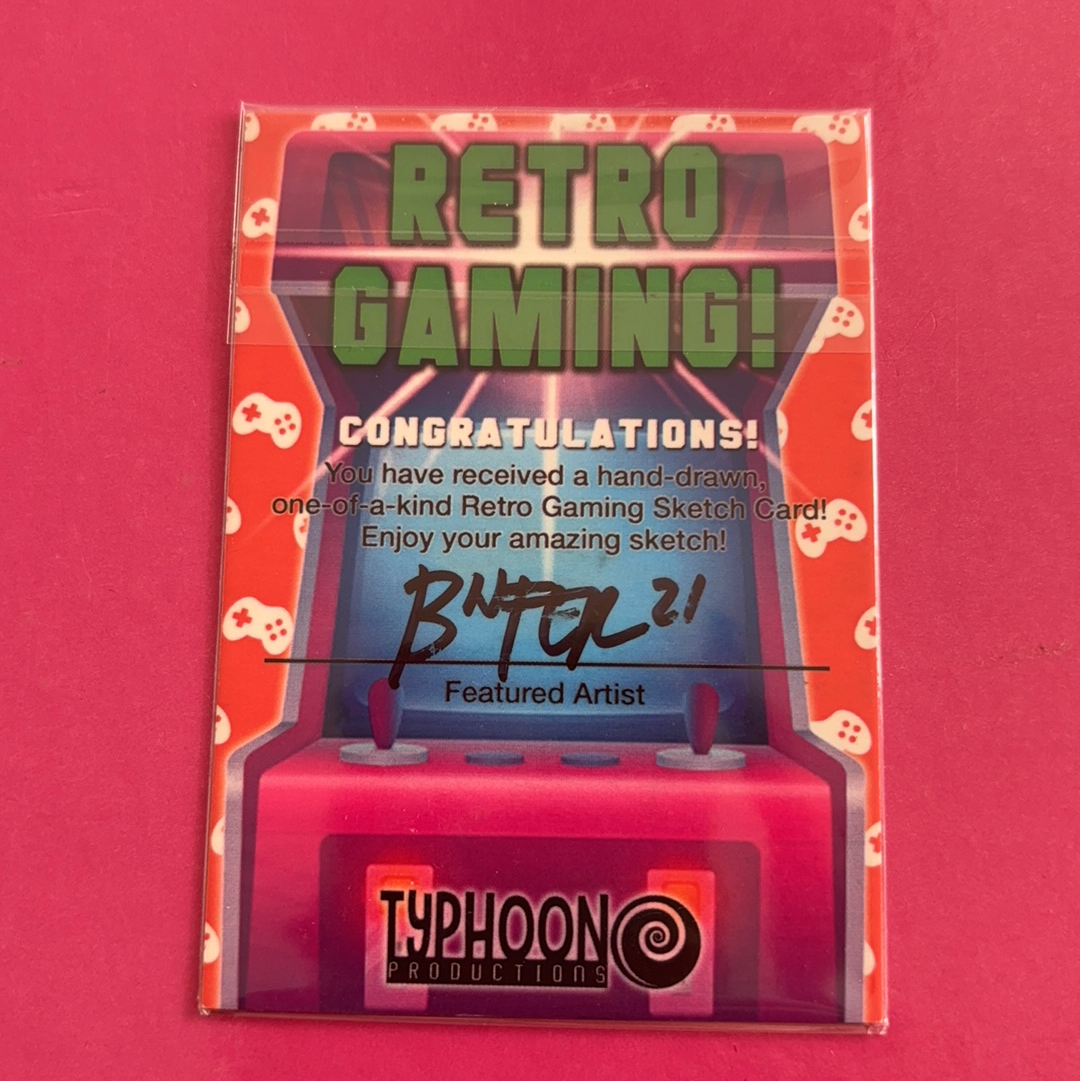 RETRO
GAMING!
CONGRATULATIONS!
You have received a hand-drawn,
one-of-a-kind Retro Gaming Sketch Card!
Enjoy your amazing sketch!
21
Featured Artist
TYPHOON
PRODUCTIONS